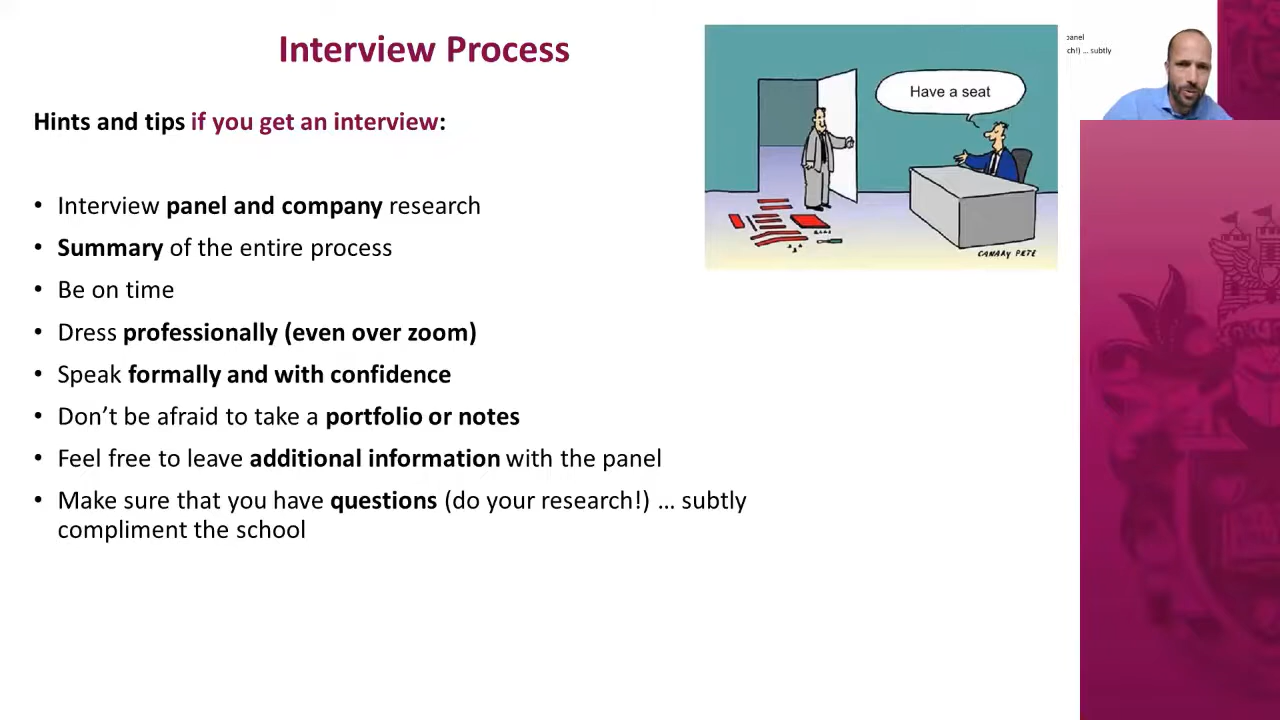 Interview Process
Have a seat
CANARY PETE
panel
ch!) ... subtly
Hints and tips if you get an interview:
• Interview panel and company research
• Summary of the entire process
• Be on time
• Dress professionally (even over zoom)
• Speak formally and with confidence
• Don’t be afraid to take a portfolio or notes
• Feel free to leave additional information with the panel
• Make sure that you have questions (do your research!) ... subtly
compliment the school